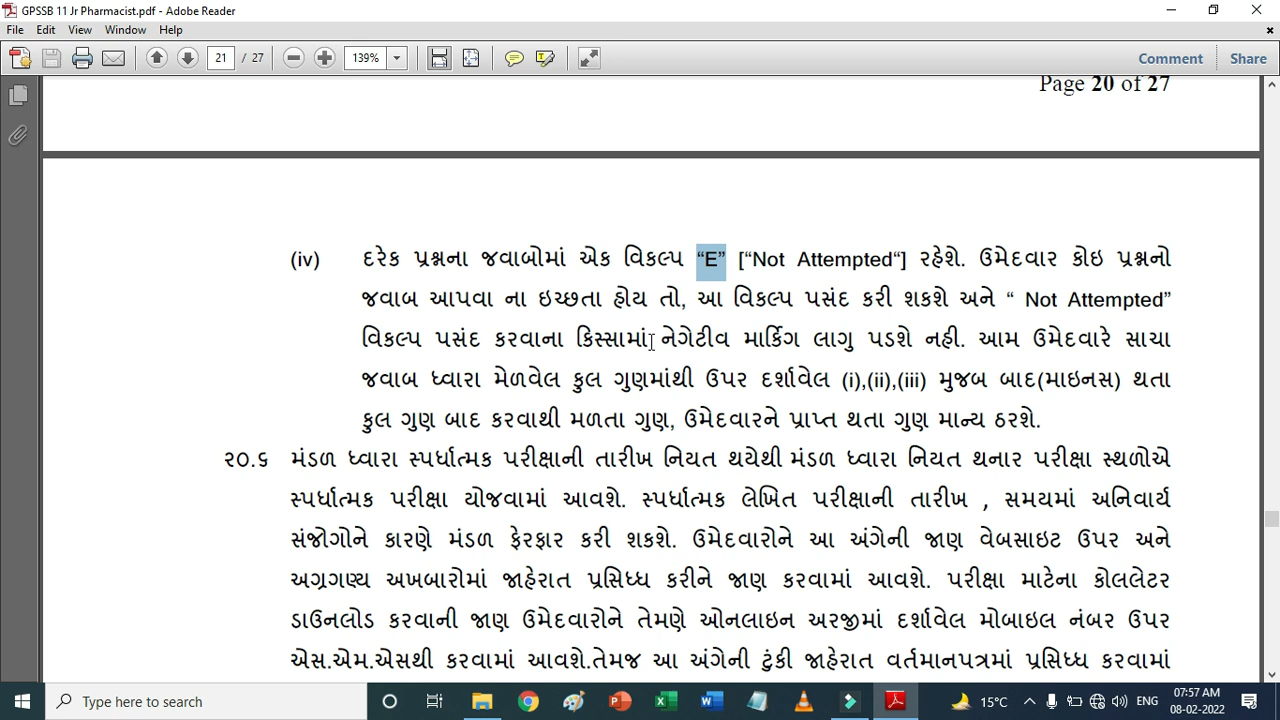 GPSSB 11 Jr Pharmacist.pdf - Adobe Reader
File Edit View Window Help
21 / 27 139% Comment Share
Page 20 of 27
(iv) દરેક પ્રશ્નના જવાબોમાં એક વિકલ્પ “E” [“Not Attempted“] રહેશે. ઉમેદવાર કોઇ પ્રશ્નનો
જવાબ આપવા ના ઇચ્છતા હોય તો, આ વિકલ્પ પસંદ કરી શકશે અને “ Not Attempted”
વિકલ્પ પસંદ કરવાના કિસ્સામાં નેગેટીવ માર્કિંગ લાગુ પડશે નહી. આમ ઉમેદવારે સાચા
જવાબ ધ્વારા મેળવેલ કુલ ગુણમાંથી ઉપર દર્શાવેલ (i),(ii),(iii) મુજબ બાદ(માઇનસ) થતા
કુલ ગુણ બાદ કરવાથી મળતા ગુણ, ઉમેદવારને પ્રાપ્ત થતા ગુણ માન્ય ઠરશે.
૨૦.૬ મંડળ ધ્વારા સ્પર્ધાત્મક પરીક્ષાની તારીખ નિયત થયેથી મંડળ ધ્વારા નિયત થનાર પરીક્ષા સ્થળોએ
સ્પર્ધાત્મક પરીક્ષા યોજવામાં આવશે. સ્પર્ધાત્મક લેખિત પરીક્ષાની તારીખ , સમયમાં અનિવાર્ય
સંજોગોને કારણે મંડળ ફેરફાર કરી શકશે. ઉમેદવારોને આ અંગેની જાણ વેબસાઇટ ઉપર અને
અગ્રગણ્ય અખબારોમાં જાહેરાત પ્રસિધ્ધ કરીને જાણ કરવામાં આવશે. પરીક્ષા માટેના કોલલેટર
ડાઉનલોડ કરવાની જાણ ઉમેદવારોને તેમણે ઓનલાઇન અરજીમાં દર્શાવેલ મોબાઇલ નંબર ઉપર
એસ.એમ.એસથી કરવામાં આવશે.તેમજ આ અંગેની ટુંકી જાહેરાત વર્તમાનપત્રમાં પ્રસિધ્ધ કરવામાં
Type here to search 15°C ENG 07:57 AM
08-02-2022